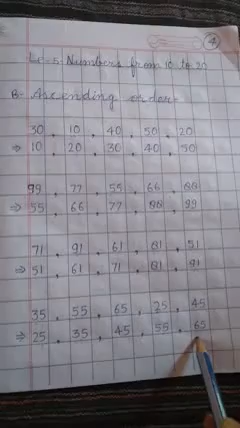 4
L:-5. Numbers from 10 to 20
B- Ascending order-
30, 10, 40, 50, 20
⇒ 10, 20, 30, 40, 50
99, 77, 55, 66, 88
⇒ 55, 66, 77, 88, 99
71, 91, 61, 81, 51
⇒ 51, 61, 71, 81, 91
35, 55, 65, 25, 45
⇒ 25, 35, 45, 55, 65